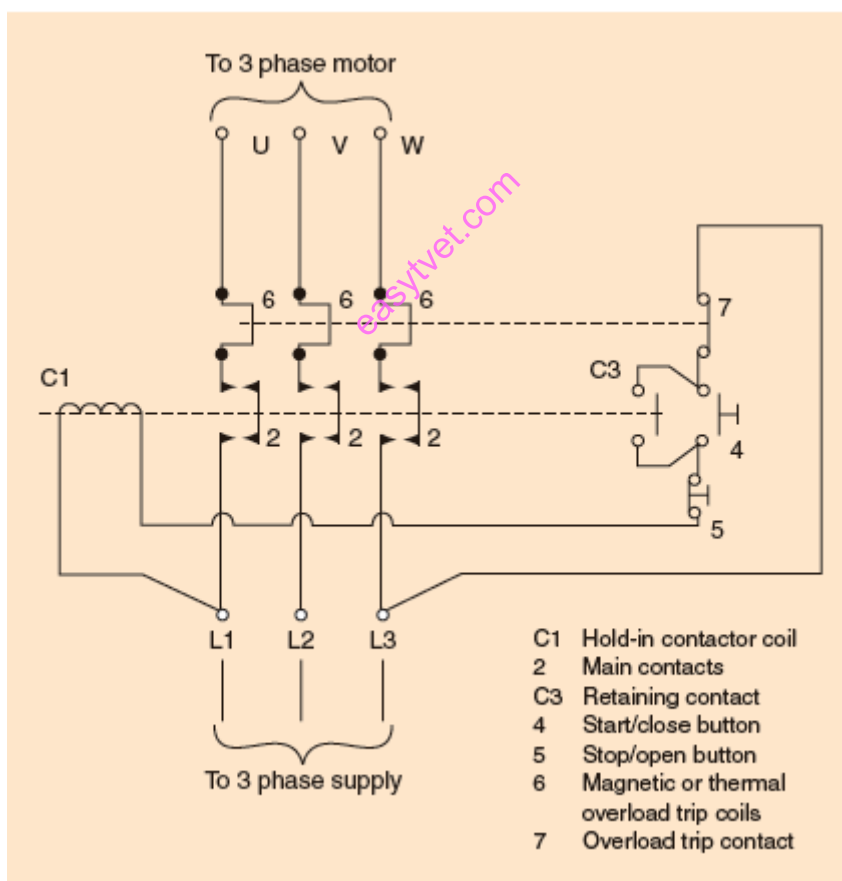 To 3 phase motor
U V W
easytvet.com
6 6 6
7
C1
C3
2 2 2
4
5
L1 L2 L3
To 3 phase supply
C1 Hold-in contactor coil
2 Main contacts
C3 Retaining contact
4 Start/close button
5 Stop/open button
6 Magnetic or thermal
overload trip coils
7 Overload trip contact